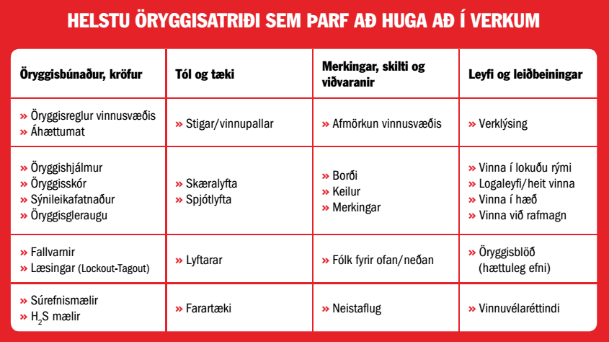 HELSTU ÖRYGGISATRIÐI SEM ÞARF AÐ HUGA AÐ Í VERKUM
Öryggisbúnaður, kröfur
Tól og tæki
Merkingar, skilti og
viðvaranir
Leyfi og leiðbeiningar
» Öryggisreglur vinnusvæðis
» Áhættumat
» Stigar/vinnupallar
» Afmörkun vinnusvæðis
» Verklýsing
» Öryggishjálmur
» Öryggisskór
» Sýnileikafatnaður
» Öryggisgleraugu
» Skæralyfta
» Spjótlyfta
» Borði
» Keilur
» Merkingar
» Vinna í lokuðu rými
» Logaleyfi/heit vinna
» Vinna í hæð
» Vinna við rafmagn
» Fallvarnir
» Læsingar (Lockout-Tagout)
» Lyftarar
» Fólk fyrir ofan/neðan
» Öryggisblöð
(hættuleg efni)
» Súrefnismælir
» H₂S mælir
» Farartæki
» Neistaflug
» Vinnuvélaréttindi